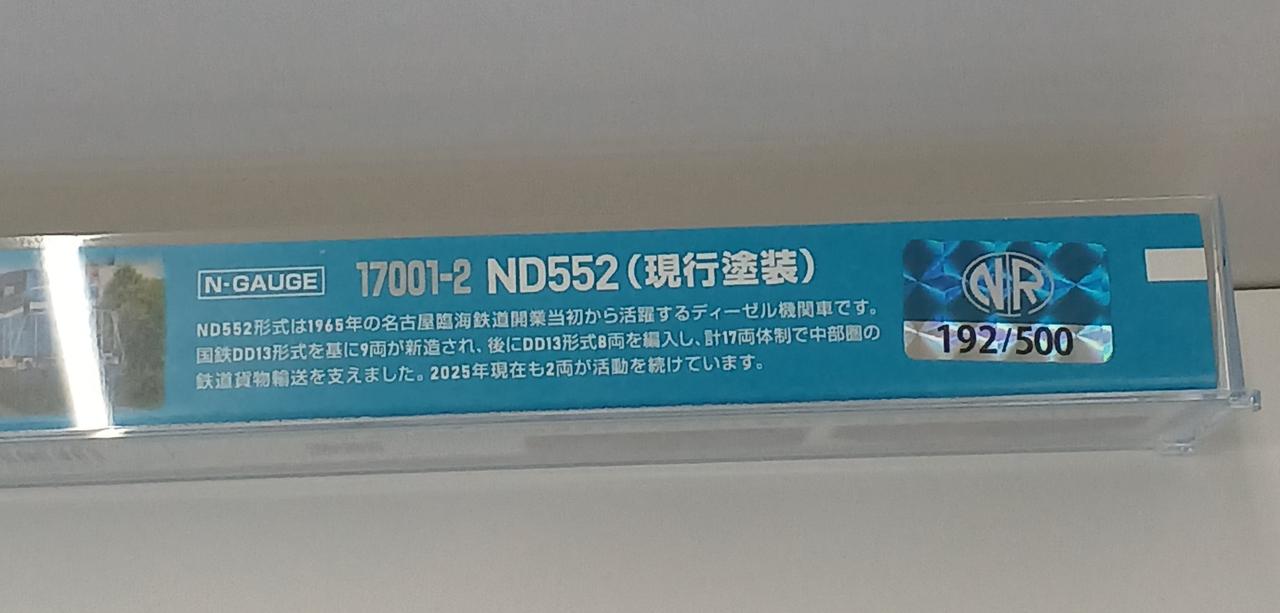 N-GAUGE 17001-2 ND552（現行塗装）
ND552形式は1965年の名古屋臨海鉄道開業当初から活躍するディーゼル機関車です。
国鉄DD13形式を基に9両が新造され、後にDD13形式8両を編入し、計17両体制で中部圏の
鉄道貨物輸送を支えました。2025年現在も2両が活動を続けています。
NR
192/500